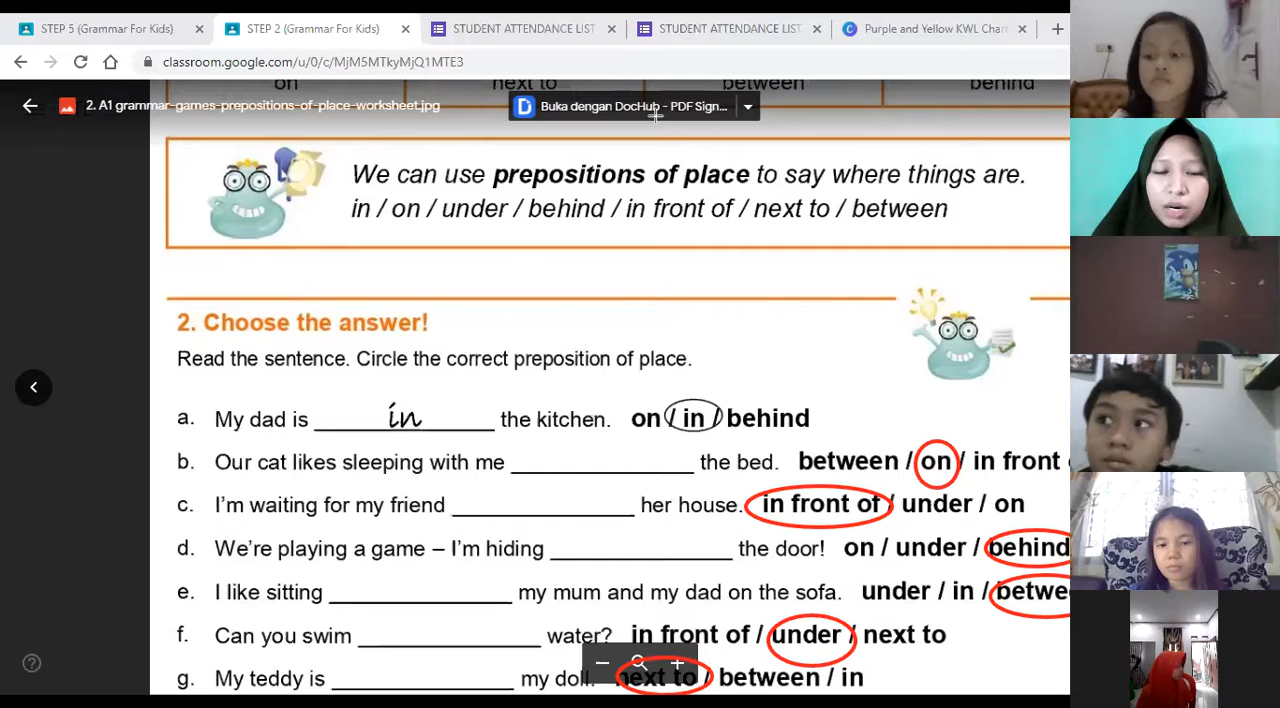 STEP 5 (Grammar For Kids)
STEP 2 (Grammar For Kids)
STUDENT ATTENDANCE LIST
STUDENT ATTENDANCE LIST
Purple and Yellow KWL Chart
classroom.google.com/u/0/c/MjM5MTkyMjQ1MTE3
on next to between behind
2. A1 grammar-games-prepositions-of-place-worksheet.jpg
Buka dengan DocHub - PDF Sign...
We can use prepositions of place to say where things are.
in / on / under / behind / in front of / next to / between
2. Choose the answer!
Read the sentence. Circle the correct preposition of place.
a. My dad is in the kitchen. on / in / behind
b. Our cat likes sleeping with me ___ the bed. between / on / in front
c. I'm waiting for my friend ___ her house. in front of / under / on
d. We're playing a game – I'm hiding ___ the door! on / under / behind
e. I like sitting ___ my mum and my dad on the sofa. under / in / betwe
f. Can you swim ___ water? in front of / under / next to
g. My teddy is ___ my doll. next to / between / in